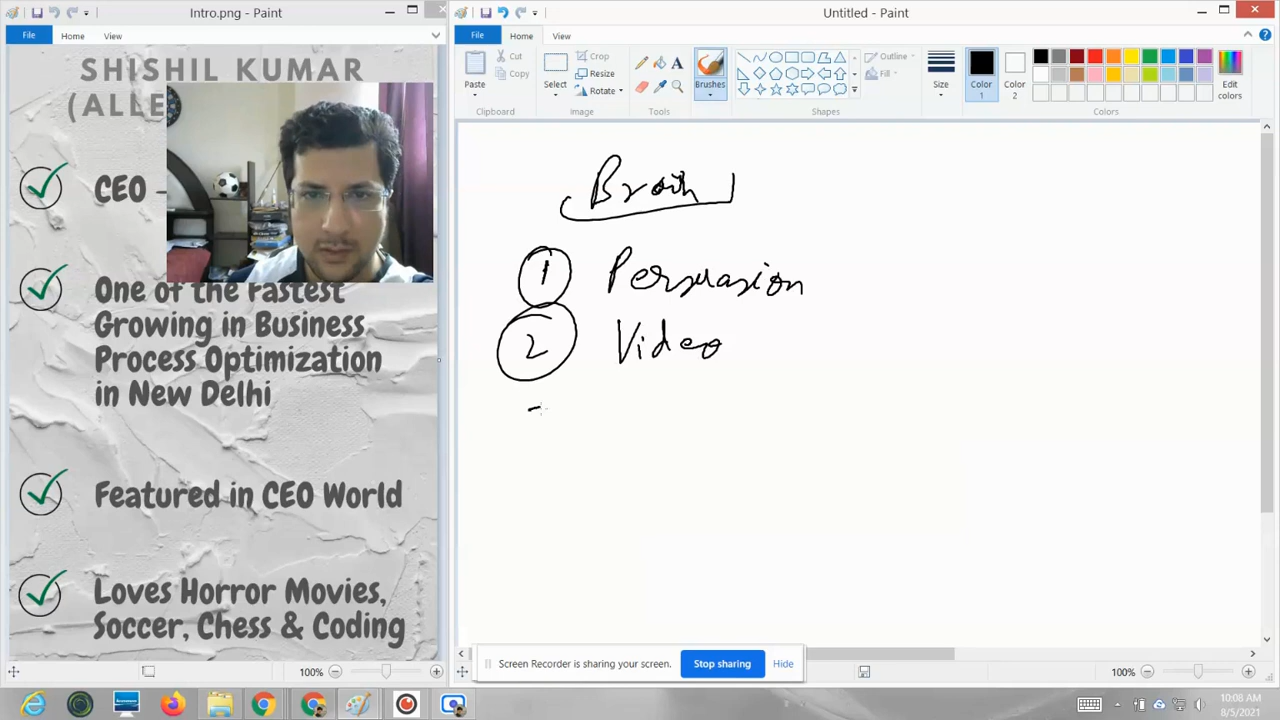 Intro.png - Paint
File Home View
SHISHIL KUMAR
(ALLE
CEO -
One of the Fastest
Growing in Business
Process Optimization
in New Delhi
Featured in CEO World
Loves Horror Movies,
Soccer, Chess & Coding
100%
Untitled - Paint
File Home View
Paste
Cut
Copy
Clipboard
Select
Crop
Resize
Rotate
Image
Tools
Brushes
Shapes
Outline
Fill
Size
Color
1
Color
2
Edit
colors
Colors
Brain
1 Persuasion
2 Video
Screen Recorder is sharing your screen. Stop sharing Hide
100%
10:08 AM
8/5/2021